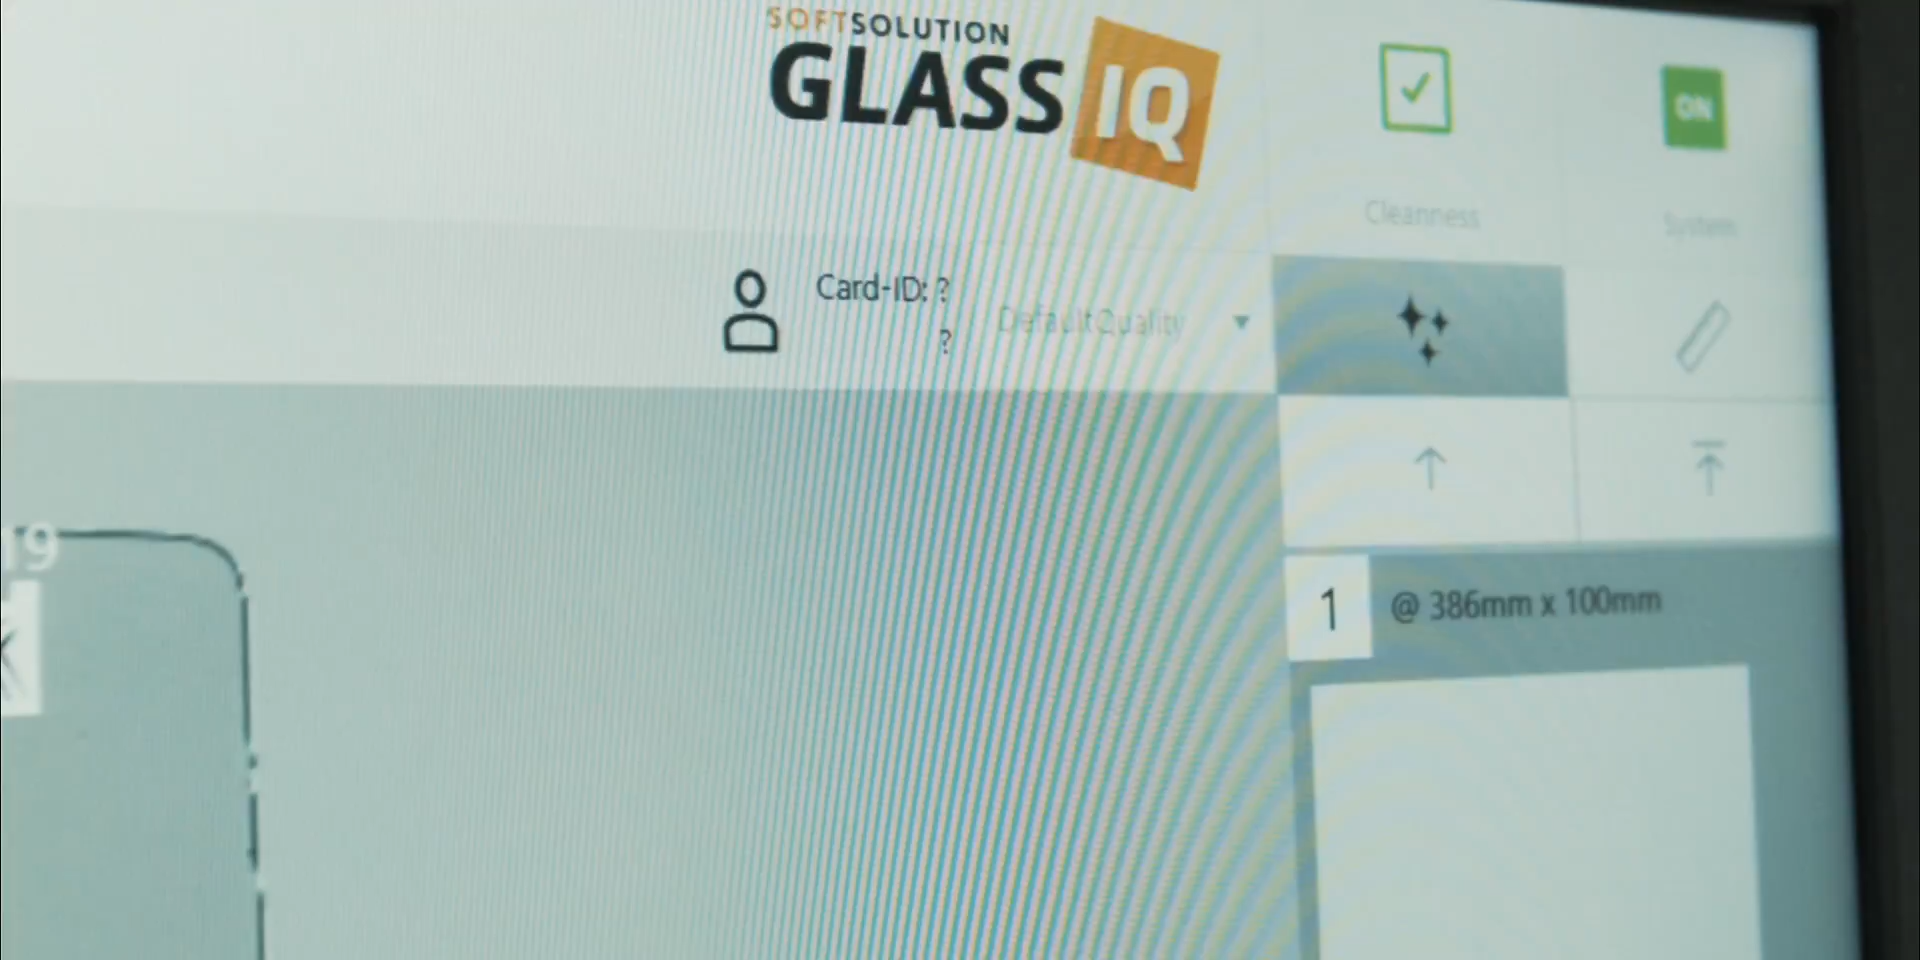 SOFTSOLUTION
GLASS IQ
ON
Cleanness
System
Card-ID: ?
?
DefaultQuality
19
1
@ 386mm x 100mm